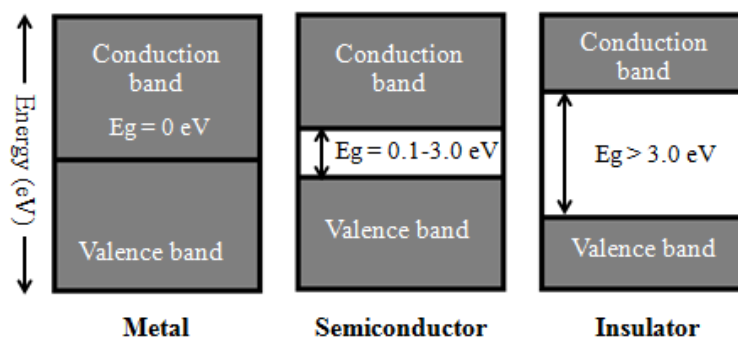 Energy (eV)
Conduction
band
Eg = 0 eV
Valence band
Metal
Conduction
band
Eg = 0.1-3.0 eV
Valence band
Semiconductor
Conduction
band
Eg > 3.0 eV
Valence band
Insulator